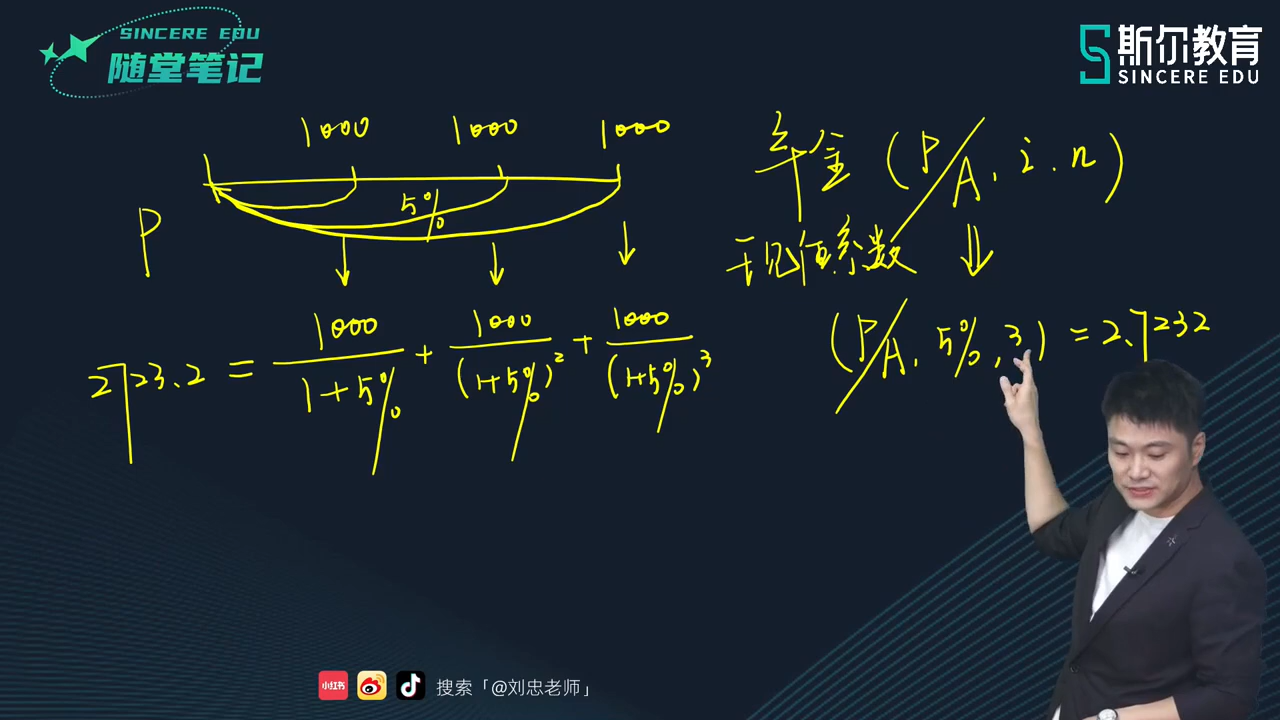 SINCERE EDU
随堂笔记
斯尔教育
SINCERE EDU
1000 1000 1000
5%
P
2723.2 = 1000/(1+5%) + 1000/(1+5%)² + 1000/(1+5%)³
年金 (P/A, i, n)
现值系数
(P/A, 5%, 3) = 2.7232
小红书
搜索「@刘忠老师」